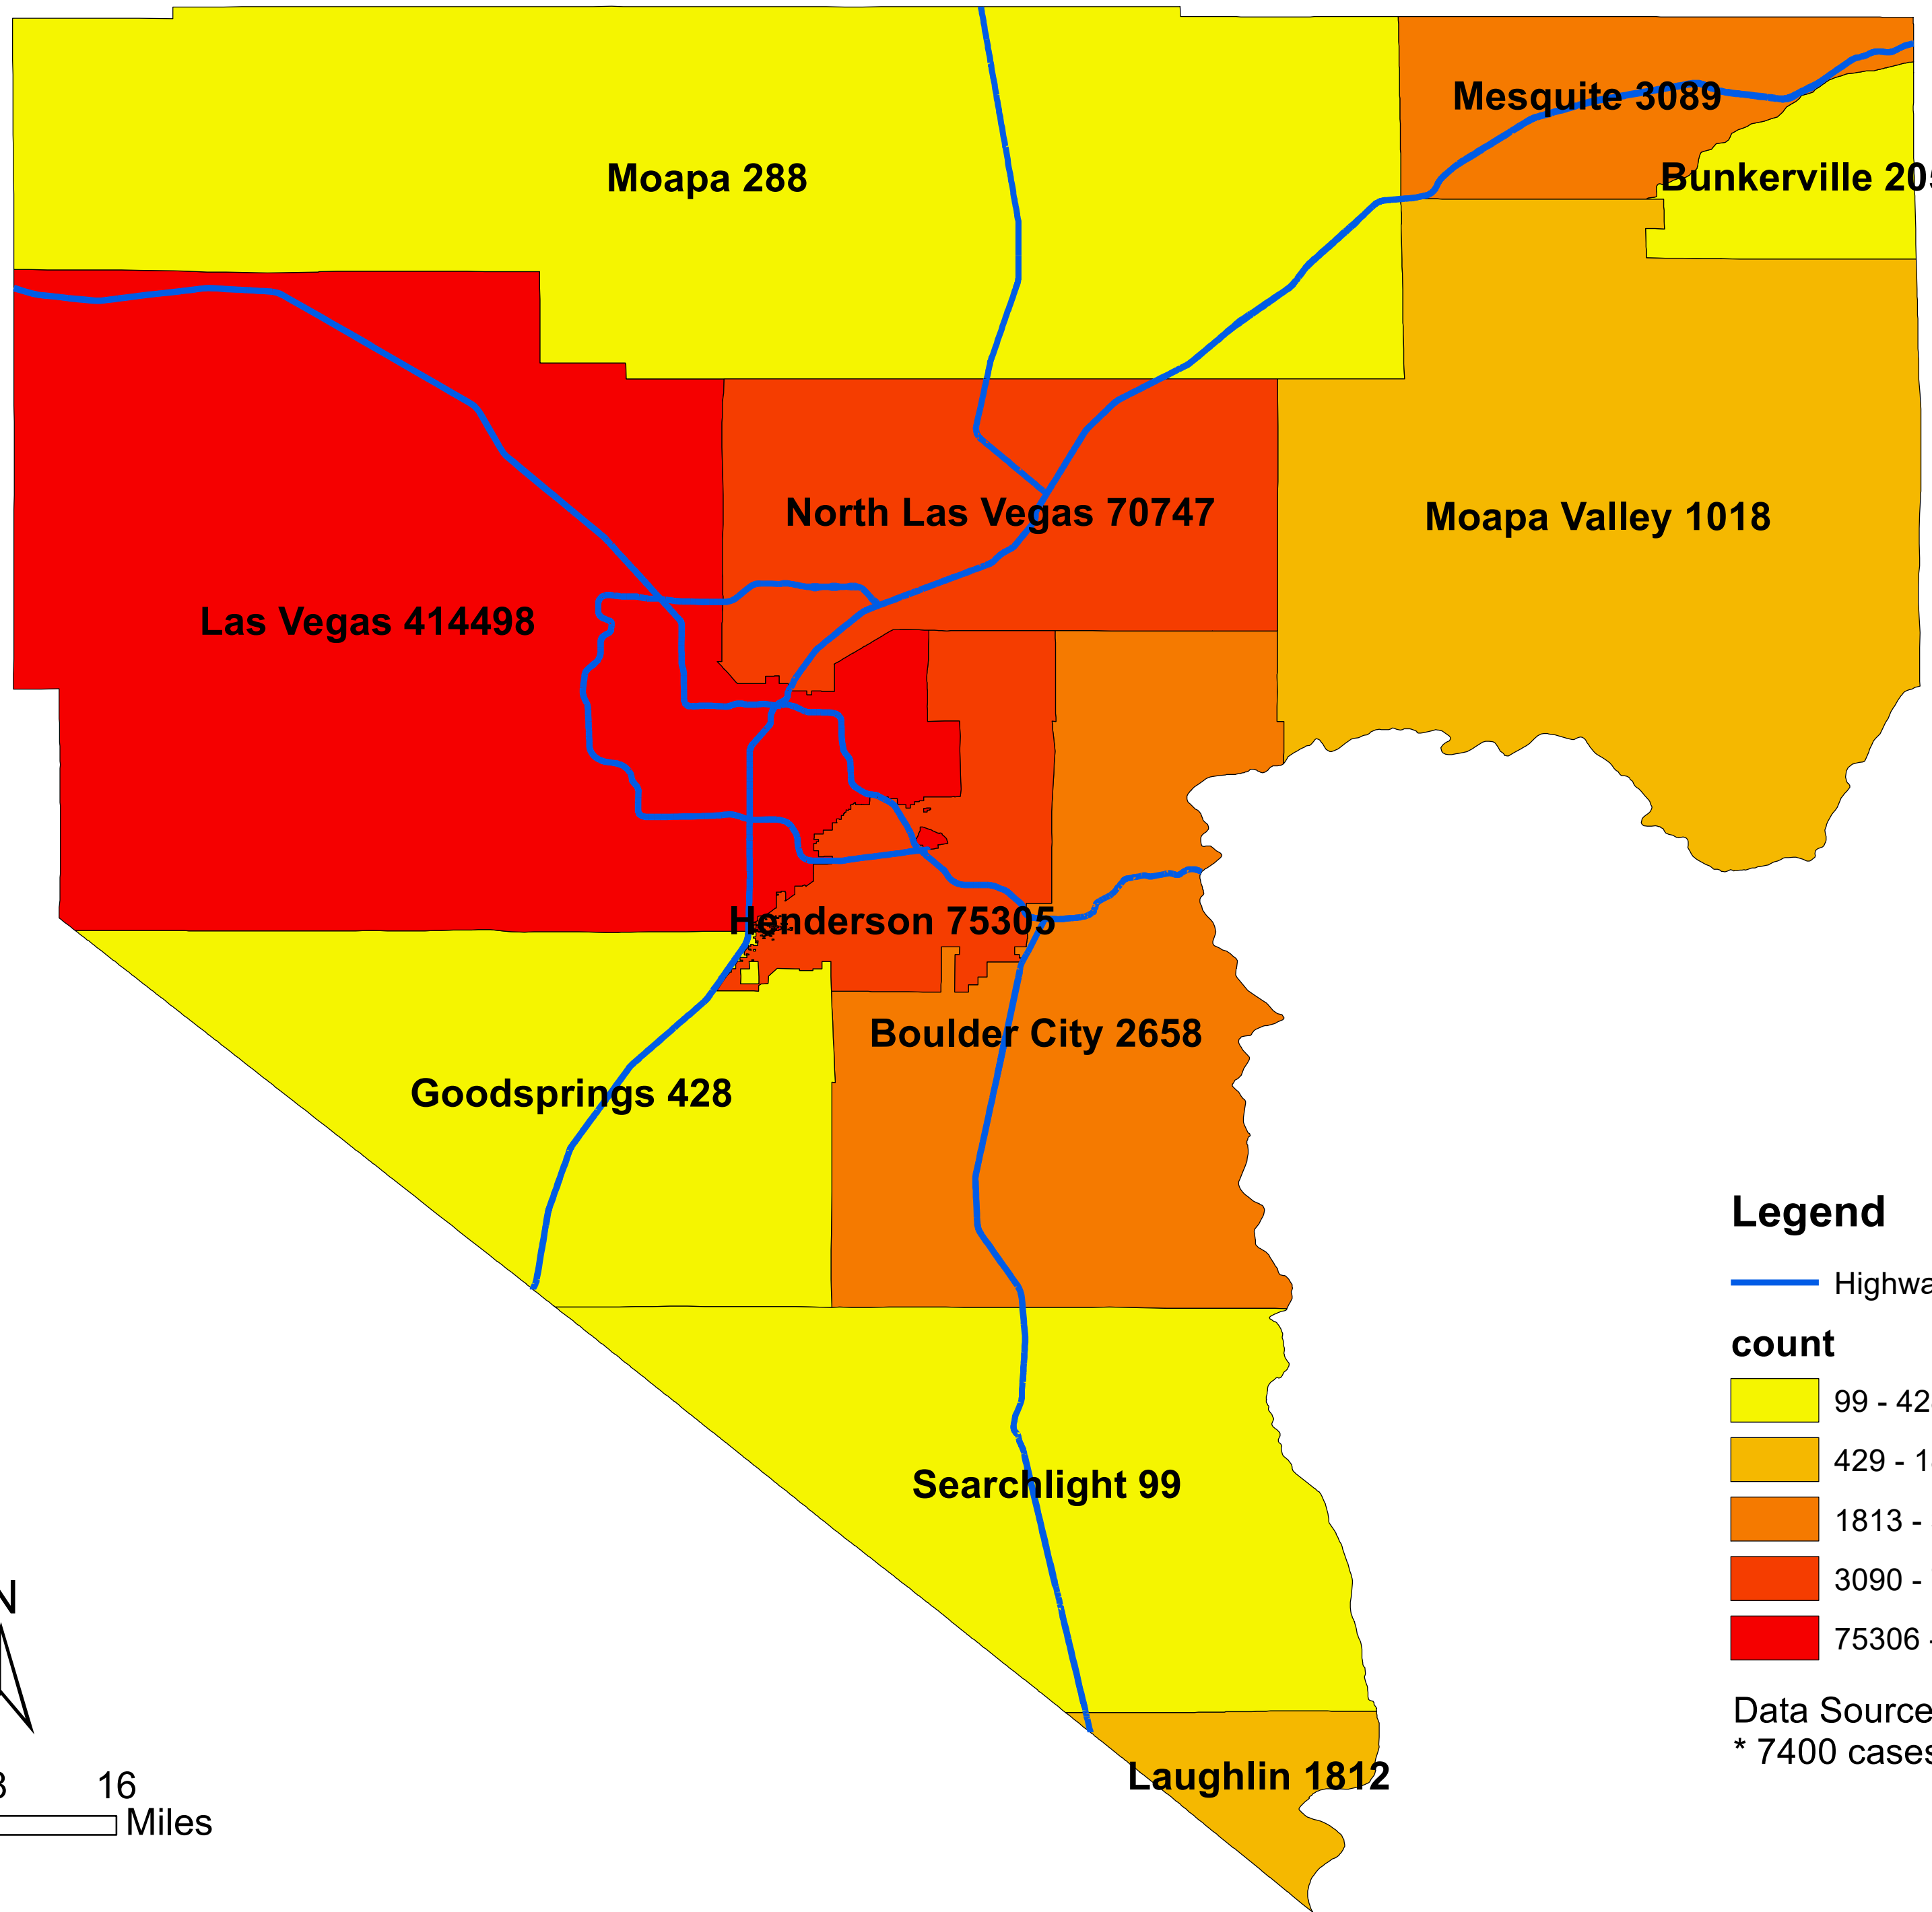 Mesquite 3089
Moapa 288
Bunkerville
North Las Vegas 70747
Moapa Valley 1018
Las Vegas 414498
Henderson 75305
Boulder City 2658
Goodsprings 428
Legend
count
99 - 42
429 - 1
Searchlight 99
1813 -
3090 -
75306 -
N
Data Source
* 7400 cases
Laughlin 1812
16
Miles